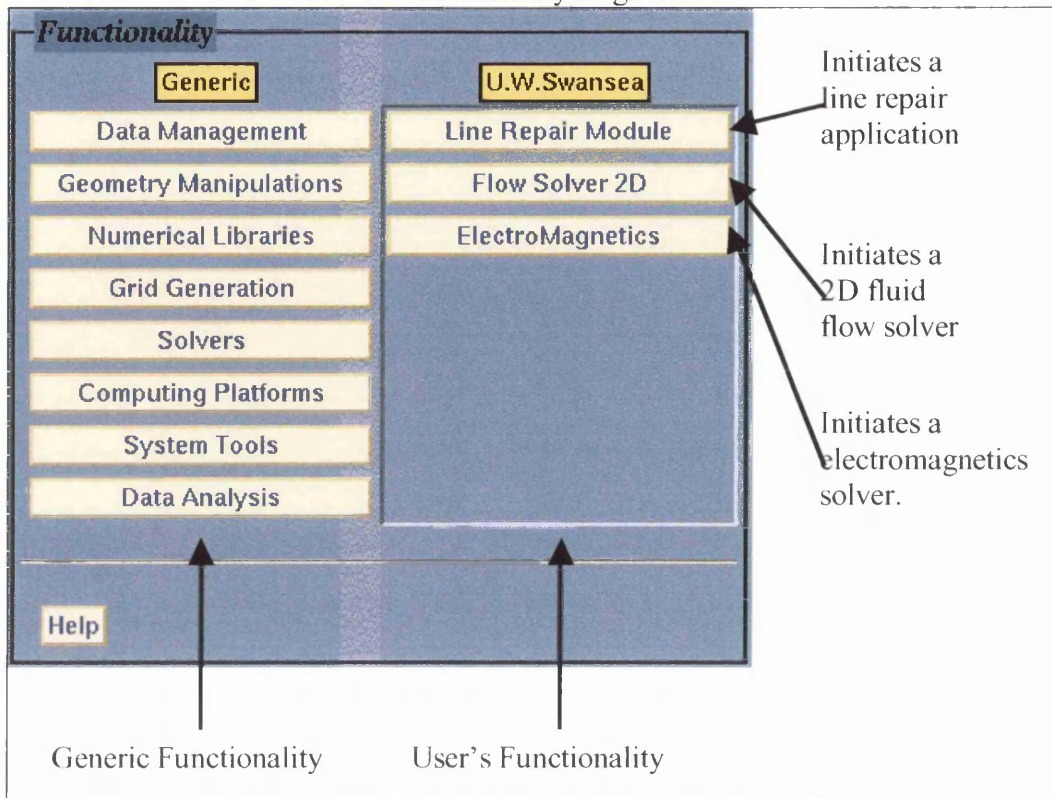 Functionality
Generic
U.W.Swansea
Data Management
Line Repair Module
Geometry Manipulations
Flow Solver 2D
Numerical Libraries
ElectroMagnetics
Grid Generation
Solvers
Computing Platforms
System Tools
Data Analysis
Help
Initiates a
line repair
application
Initiates a
2D fluid
flow solver
Initiates a
electromagnetics
solver.
Generic Functionality
User's Functionality